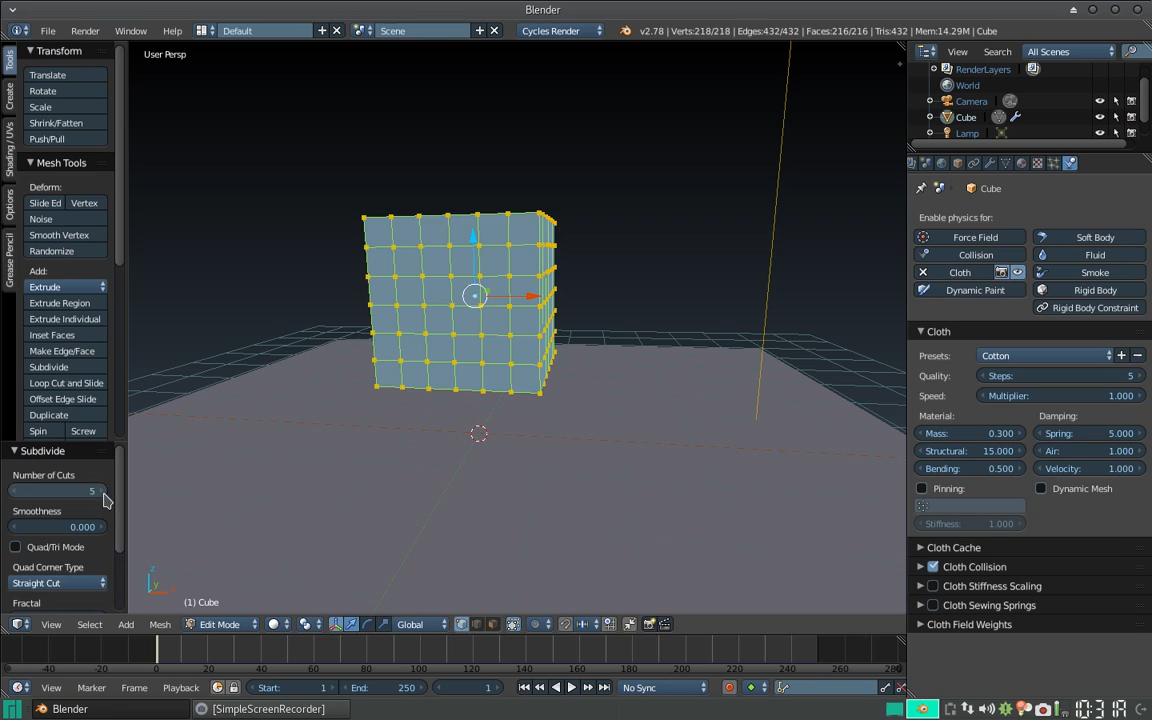 Blender
File Render Window Help Default Scene Cycles Render v2.78 | Verts:218/218 | Edges:432/432 | Faces:216/216 | Tris:432 | Mem:14.29M | Cube
Tools
Create
Shading / UVs
Options
Grease Pencil
Transform
Translate
Rotate
Scale
Shrink/Fatten
Push/Pull
Mesh Tools
Deform:
Slide Ed Vertex
Noise
Smooth Vertex
Randomize
Add:
Extrude
Extrude Region
Extrude Individual
Inset Faces
Make Edge/Face
Subdivide
Loop Cut and Slide
Offset Edge Slide
Duplicate
Spin Screw
Subdivide
Number of Cuts
5
Smoothness
0.000
Quad/Tri Mode
Quad Corner Type
Straight Cut
Fractal
User Persp
z
y
(1) Cube
View Select Add Mesh Edit Mode Global
-40 -20 0 20 40 60 80 100 120 140 160 180 200 220 240 260 280
View Marker Frame Playback Start: 1 End: 250 1 No Sync
View Search All Scenes
RenderLayers
World
Camera
Cube
Lamp
Cube
Enable physics for:
Force Field Soft Body
Collision Fluid
Cloth Smoke
Dynamic Paint Rigid Body
Rigid Body Constraint
Cloth
Presets: Cotton
Quality: Steps: 5
Speed: Multiplier: 1.000
Material: Damping:
Mass: 0.300 Spring: 5.000
Structural: 15.000 Air: 1.000
Bending: 0.500 Velocity: 1.000
Pinning: Dynamic Mesh
Stiffness: 1.000
Cloth Cache
Cloth Collision
Cloth Stiffness Scaling
Cloth Sewing Springs
Cloth Field Weights
Blender [SimpleScreenRecorder] 10:3